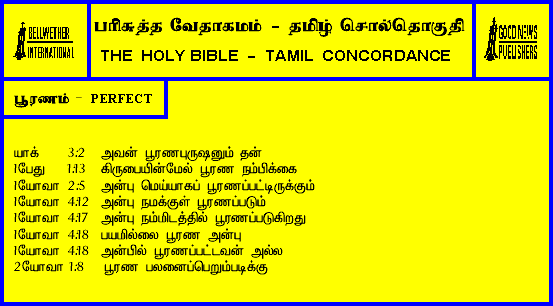 BELLWETHER
INTERNATIONAL
பரிசுத்த வேதாகமம் - தமிழ் சொல்தொகுதி
THE HOLY BIBLE - TAMIL CONCORDANCE
GOOD NEWS
PUBLISHERS
பூரணம் - PERFECT
யாக் 3:2 அவன் பூரணபுருஷனும் தன்
1பேது 1:13 கிருபையின்மேல் பூரண நம்பிக்கை
1யோவா 2:5 அன்பு மெய்யாகப் பூரணப்பட்டிருக்கும்
1யோவா 4:12 அன்பு நமக்குள் பூரணப்படும்
1யோவா 4:17 அன்பு நம்மிடத்தில் பூரணப்படுகிறது
1யோவா 4:18 பயமில்லை பூரண அன்பு
1யோவா 4:18 அன்பில் பூரணப்பட்டவன் அல்ல
2யோவா 1:8 பூரண பலனைப்பெறும்படிக்கு